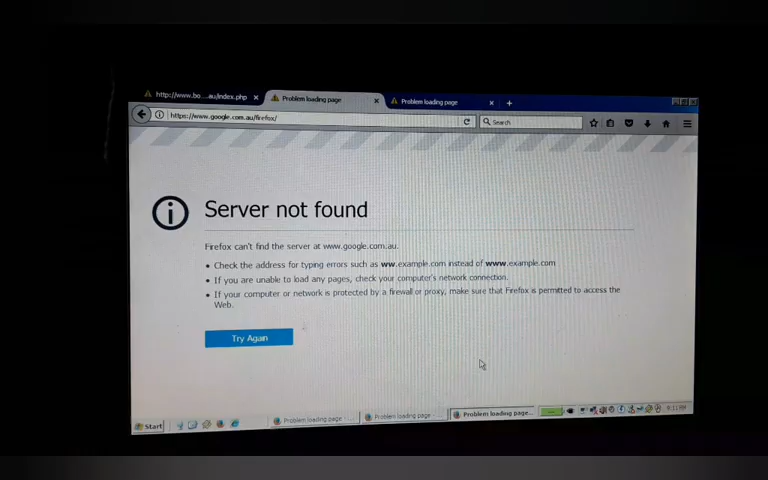 http://www.bo...au/index.php
Problem loading page
Problem loading page
https://www.google.com.au/firefox/
Search
Server not found
Firefox can't find the server at www.google.com.au.
Check the address for typing errors such as ww.example.com instead of www.example.com
If you are unable to load any pages, check your computer's network connection.
If your computer or network is protected by a firewall or proxy, make sure that Firefox is permitted to access the
Web.
Try Again
Start
Problem loading page ...
Problem loading page ...
Problem loading page...
9:11 PM